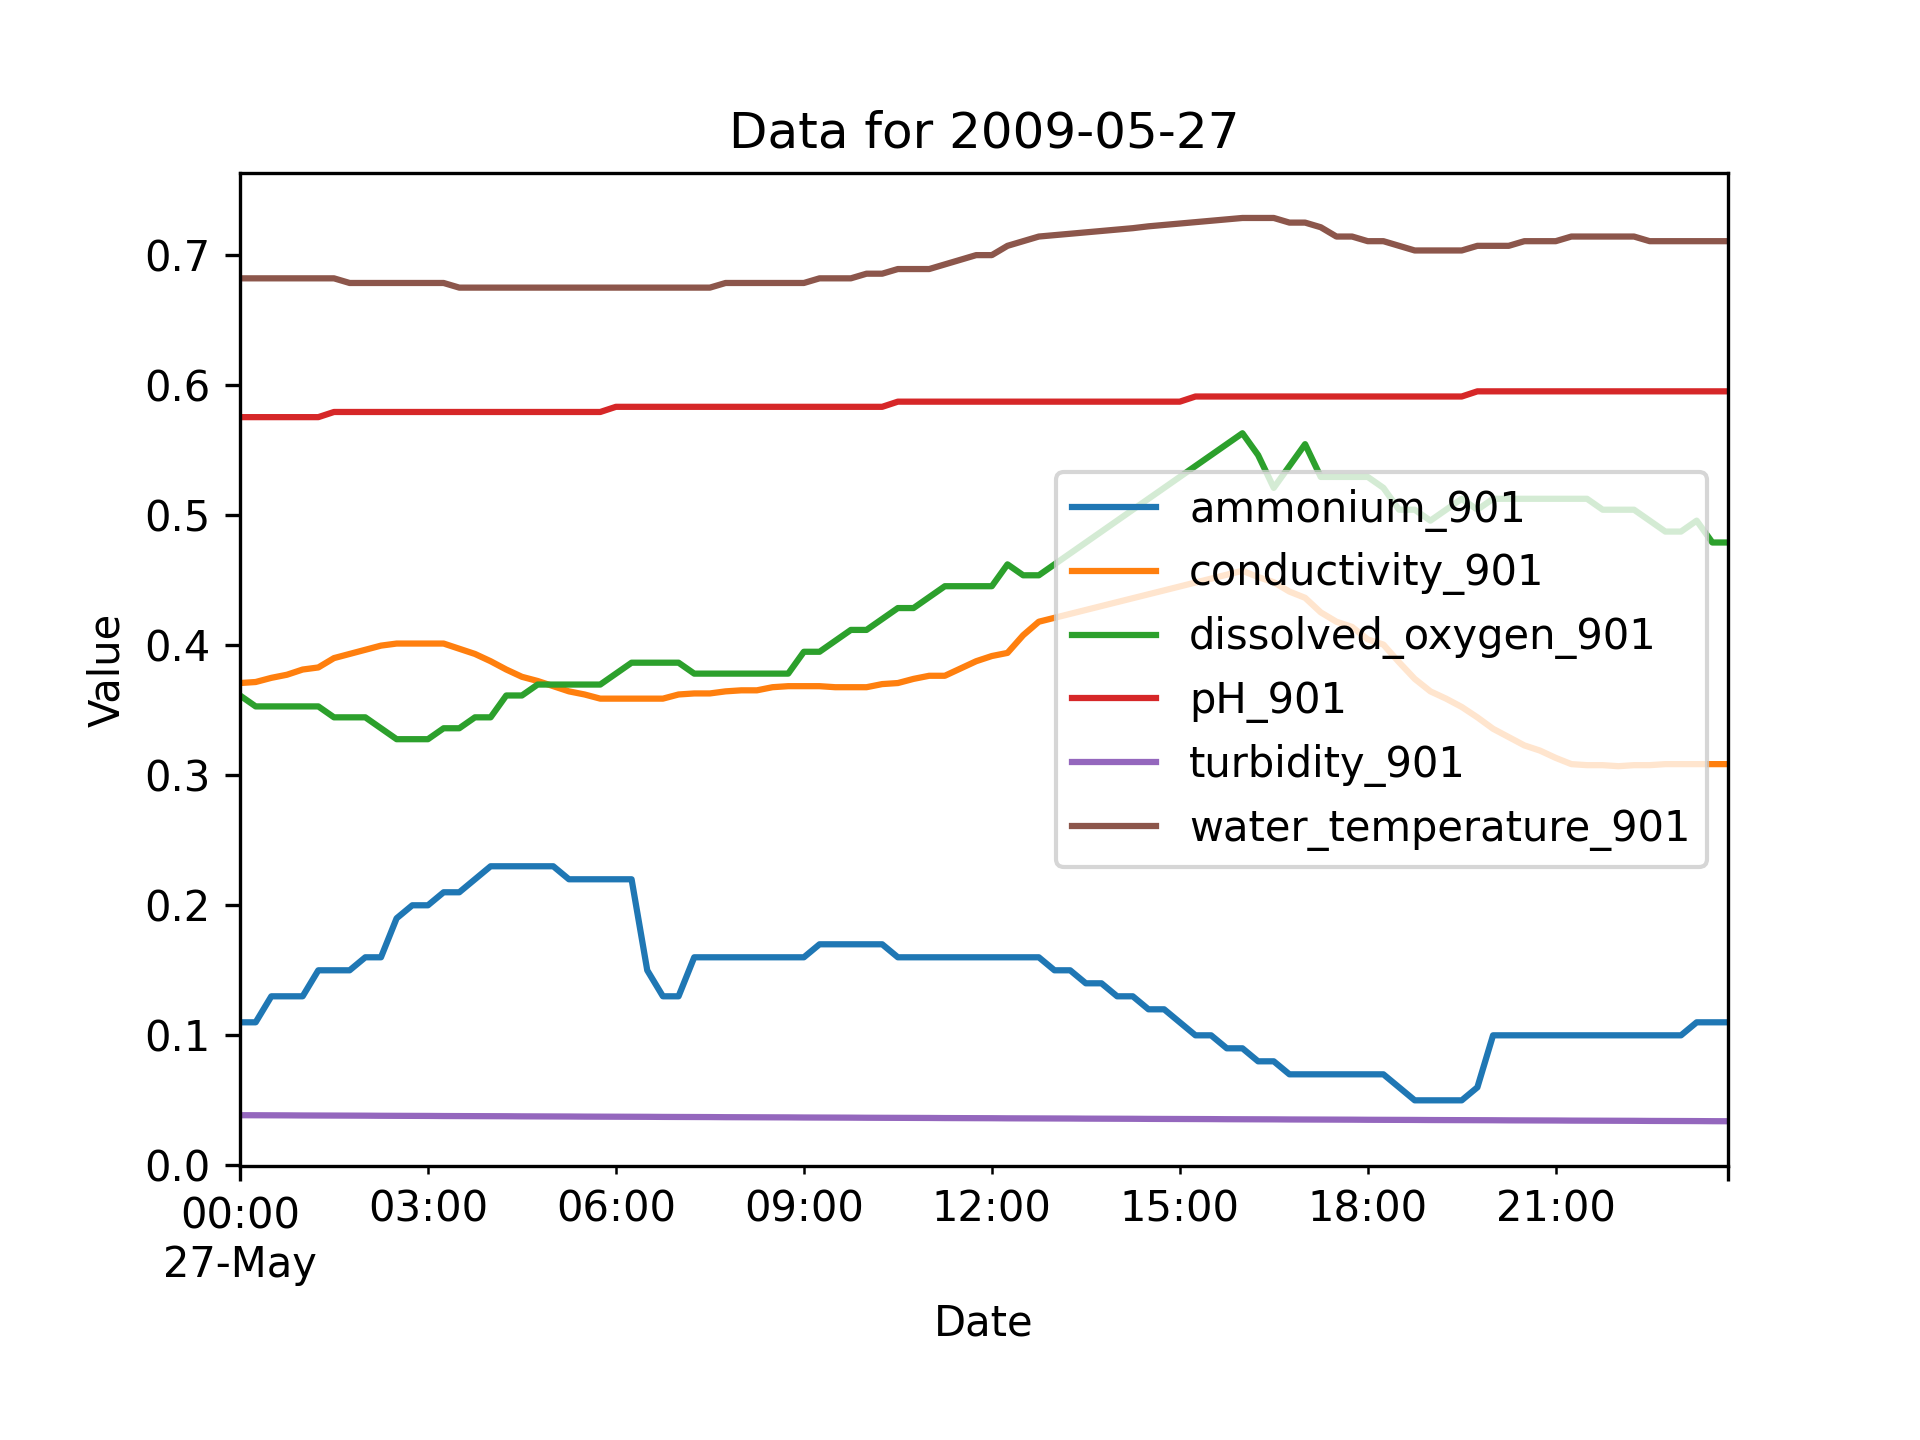 Data for 2009-05-27
Value
0.7
0.6
0.5
0.4
0.3
0.2
0.1
0.0
ammonium_901
conductivity_901
dissolved_oxygen_901
pH_901
turbidity_901
water_temperature_901
00:00 03:00 06:00 09:00 12:00 15:00 18:00 21:00
27-May
Date